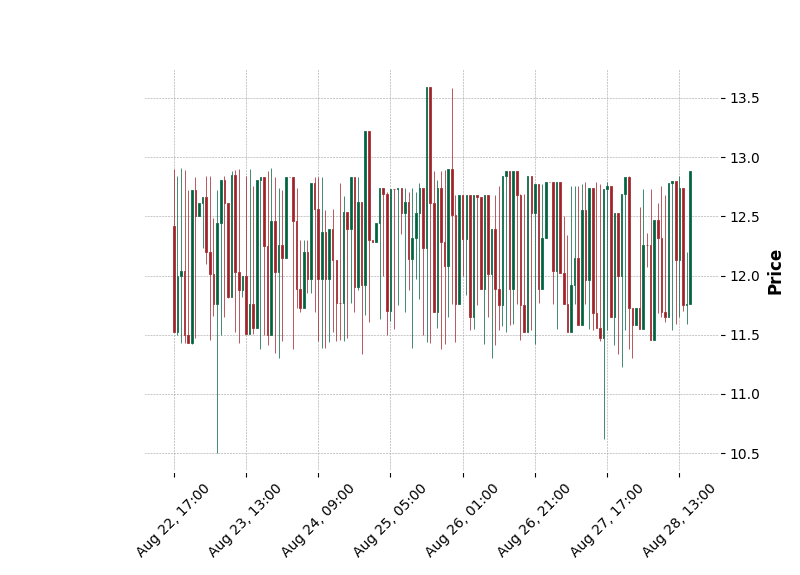 13.5
13.0
12.5
12.0
11.5
11.0
10.5
Price
Aug 22, 17:00
Aug 23, 13:00
Aug 24, 09:00
Aug 25, 05:00
Aug 26, 01:00
Aug 26, 21:00
Aug 27, 17:00
Aug 28, 13:00